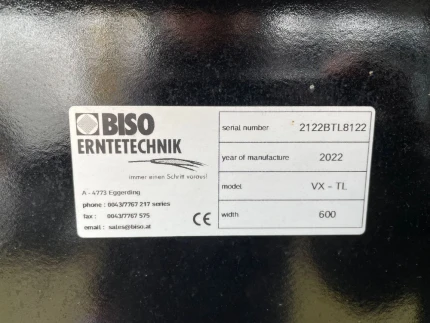 BISO
ERNTETECHNIK
immer einen Schritt voraus!
A - 4773 Eggerding
phone : 0043/7767 217 series
fax : 0043/7767 575
email : sales@biso.at
CE
serial number 2122BTL8122
year of manufacture 2022
model VX - TL
width 600